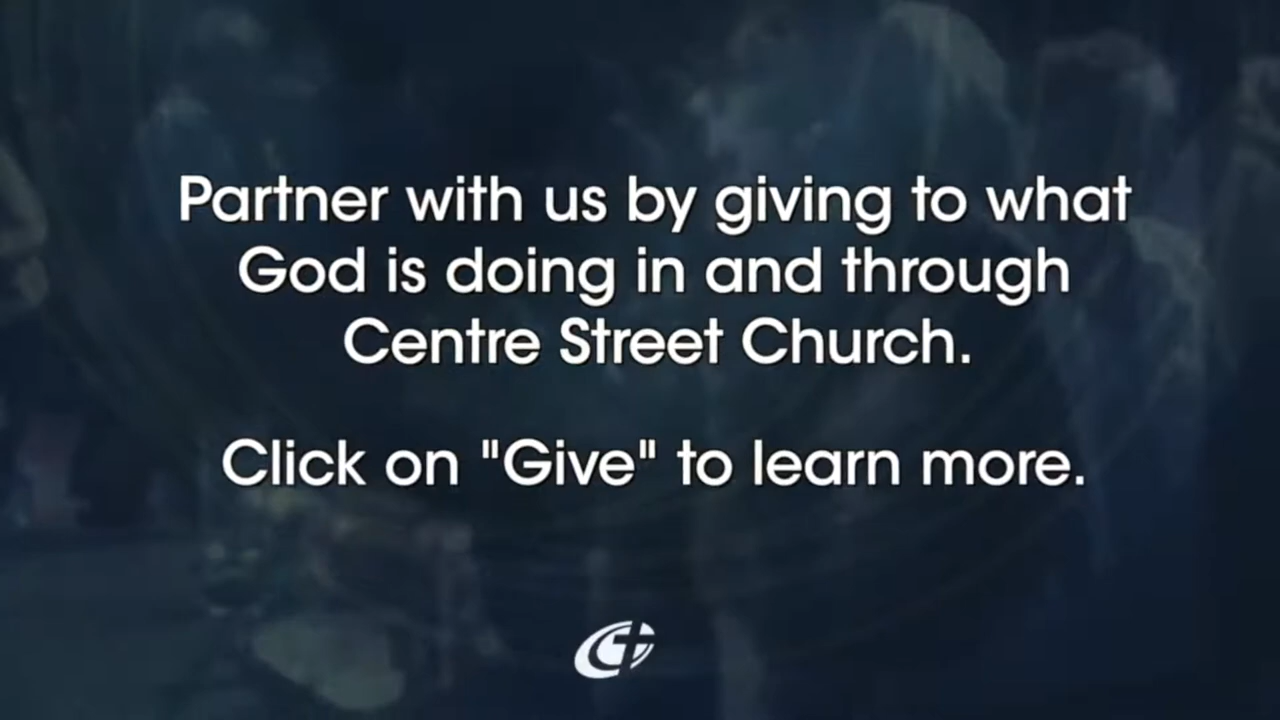 Partner with us by giving to what
God is doing in and through
Centre Street Church.
Click on "Give" to learn more.